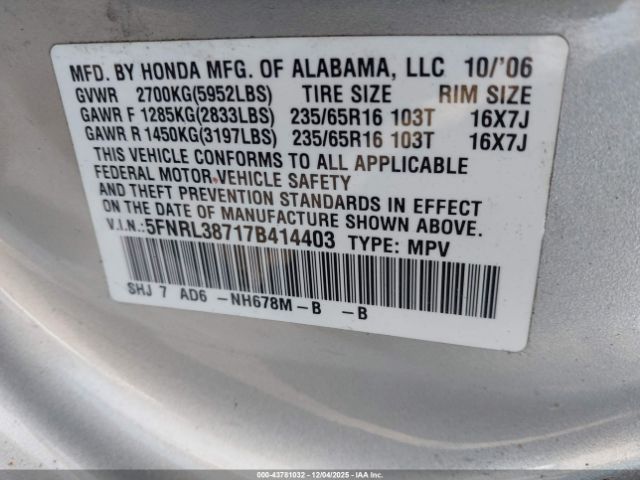 MFD. BY HONDA MFG. OF ALABAMA, LLC 10/'06
GVWR 2700KG(5952LBS) TIRE SIZE RIM SIZE
GAWR F 1285KG(2833LBS) 235/65R16 103T 16X7J
GAWR R 1450KG(3197LBS) 235/65R16 103T 16X7J
THIS VEHICLE CONFORMS TO ALL APPLICABLE
FEDERAL MOTOR VEHICLE SAFETY
AND THEFT PREVENTION STANDARDS IN EFFECT
ON THE DATE OF MANUFACTURE SHOWN ABOVE.
V.I.N.: 5FNRL38717B414403 TYPE: MPV
SHJ 7 AD6 -NH678M-B -B
000-43781032 - 12/04/2025 - IAA Inc.